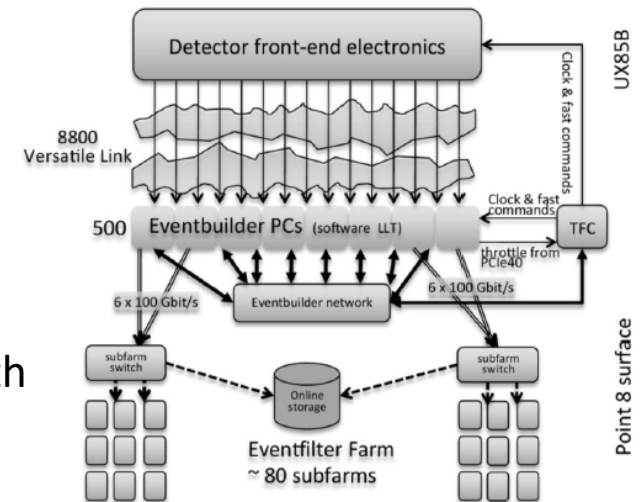 Detector front-end electronics
UX85B
Clock & fast commands
8800
Versatile Link
Clock & fast
commands
500
Eventbuilder PCs (software LLT)
TFC
throttle from
PCIe40
6 x 100 Gbit/s
6 x 100 Gbit/s
Eventbuilder network
subfarm
switch
subfarm
switch
Online
storage
Point 8 surface
Eventfilter Farm
~ 80 subfarms